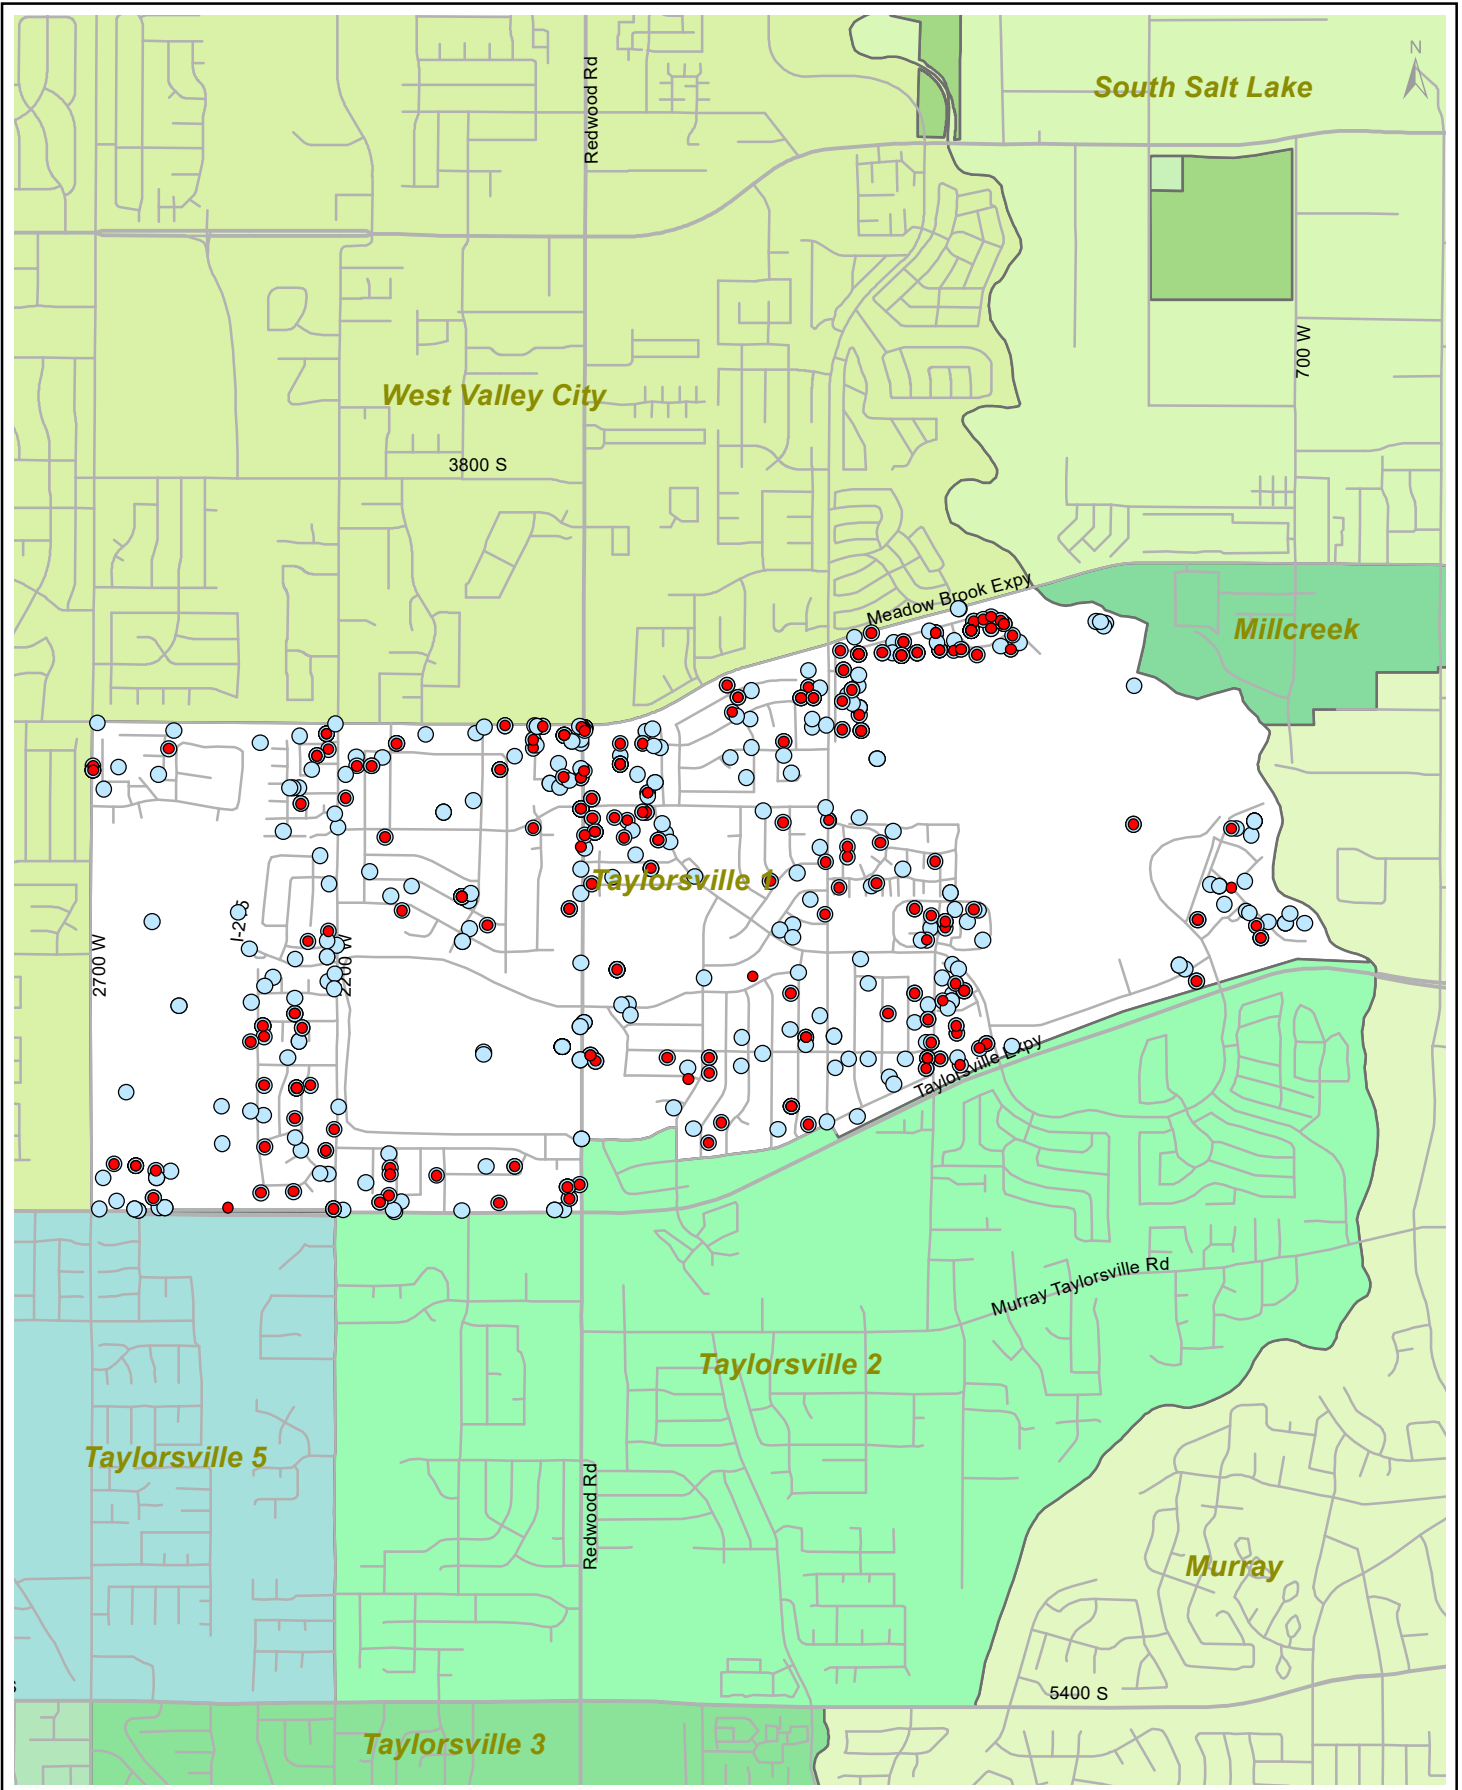 N
South Salt Lake
Redwood Rd
700 W
West Valley City
3800 S
Meadow Brook Expy
Millcreek
Taylorsville 1
2700 W
2200 W
Taylorsville Expy
Murray Taylorsville Rd
Taylorsville 2
Taylorsville 5
Redwood Rd
Murray
5400 S
Taylorsville 3